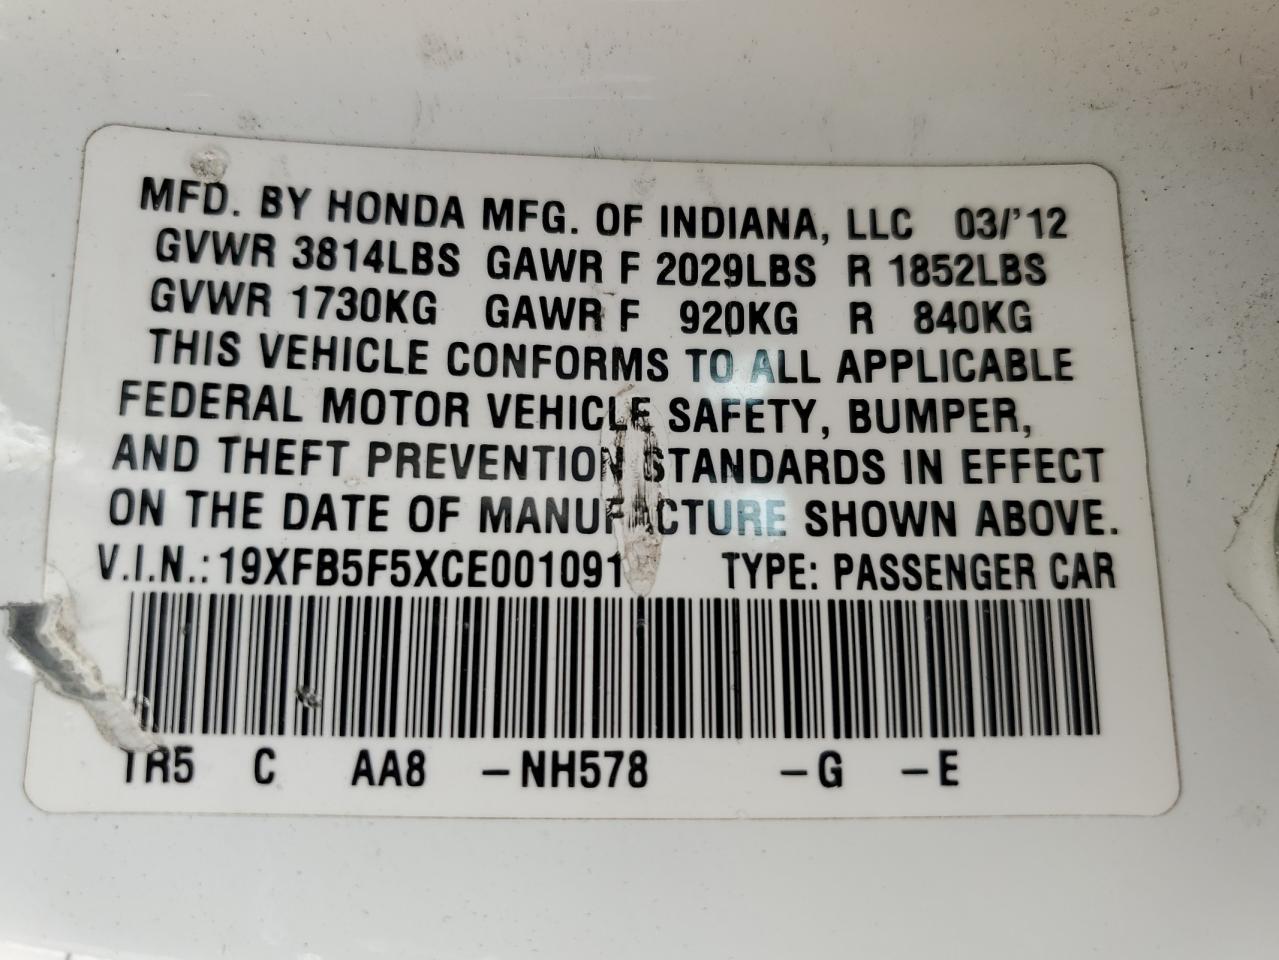 MFD. BY HONDA MFG. OF INDIANA, LLC 03/'12
GVWR 3814LBS GAWR F 2029LBS R 1852LBS
GVWR 1730KG GAWR F 920KG R 840KG
THIS VEHICLE CONFORMS TO ALL APPLICABLE
FEDERAL MOTOR VEHICLE SAFETY, BUMPER,
AND THEFT PREVENTION STANDARDS IN EFFECT
ON THE DATE OF MANUFACTURE SHOWN ABOVE.
V.I.N.: 19XFB5F5XCE001091 TYPE: PASSENGER CAR
TR5 C AA8 -NH578 -G -E